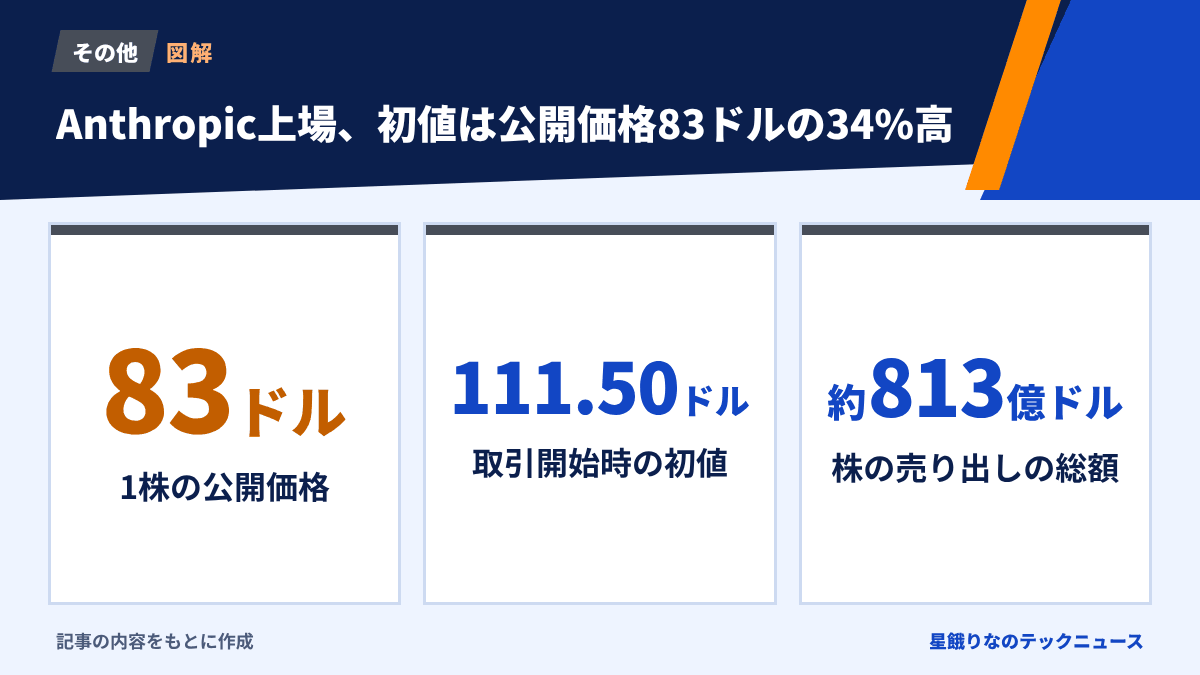 その他 図解
Anthropic上場、初値は公開価格83ドルの34%高
83ドル
1株の公開価格
111.50ドル
取引開始時の初値
約813億ドル
株の売り出しの総額
記事の内容をもとに作成
星餓りなのテックニュース